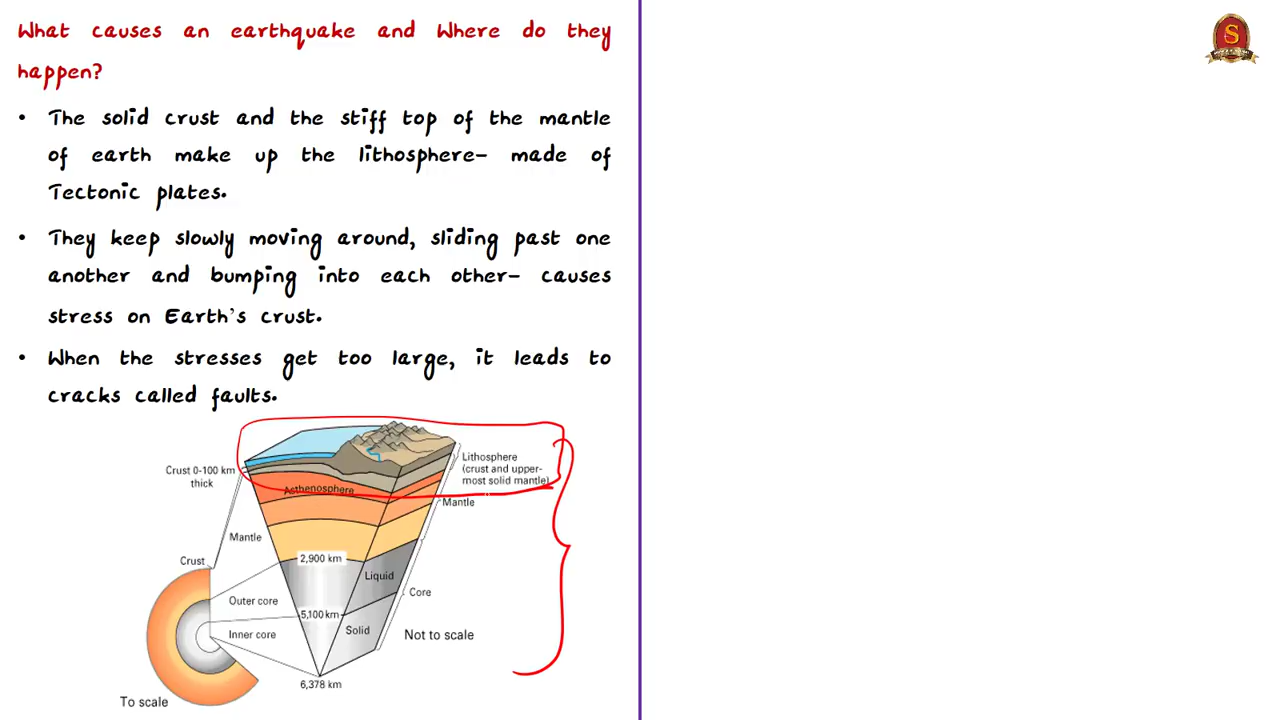 What causes an earthquake and Where do they
happen?
• The solid crust and the stiff top of the mantle
of earth make up the lithosphere- made of
Tectonic plates.
• They keep slowly moving around, sliding past one
another and bumping into each other- causes
stress on Earth's crust.
• When the stresses get too large, it leads to
cracks called faults.
Crust 0-100 km
thick
Asthenosphere
Lithosphere
(crust and upper-
most solid mantle)
Mantle
Mantle
Crust
2,900 km
Liquid
Outer core
Core
5,100 km
Inner core
Solid
Not to scale
6,378 km
To scale
S